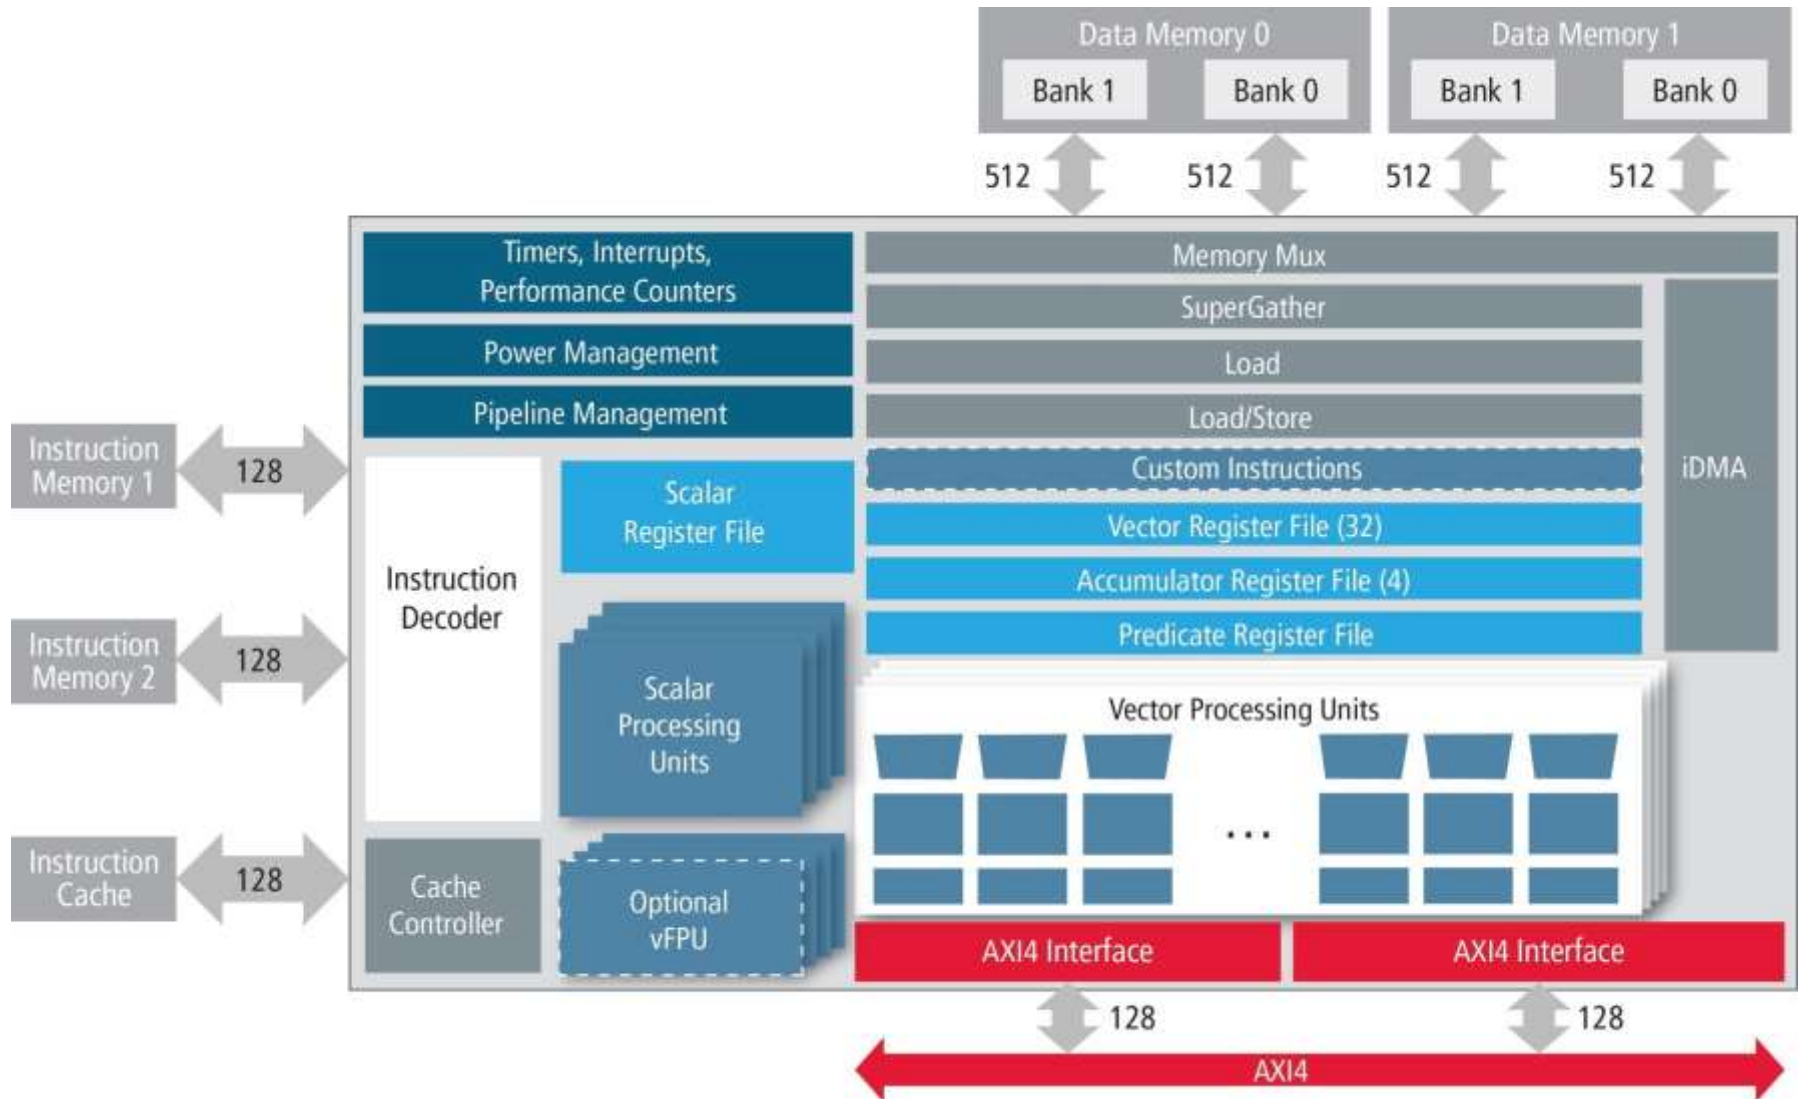 Data Memory 0
Data Memory 1
Bank 1
Bank 0
Bank 1
Bank 0
512
512
512
512
Timers, Interrupts,
Performance Counters
Power Management
Pipeline Management
Memory Mux
SuperGather
Load
Load/Store
Custom Instructions
Vector Register File (32)
Accumulator Register File (4)
Predicate Register File
iDMA
Instruction
Memory 1
128
Instruction
Memory 2
128
Instruction
Cache
128
Instruction
Decoder
Scalar
Register File
Scalar
Processing
Units
Cache
Controller
Optional
vFPU
Vector Processing Units
...
AXI4 Interface
AXI4 Interface
128
128
AXI4